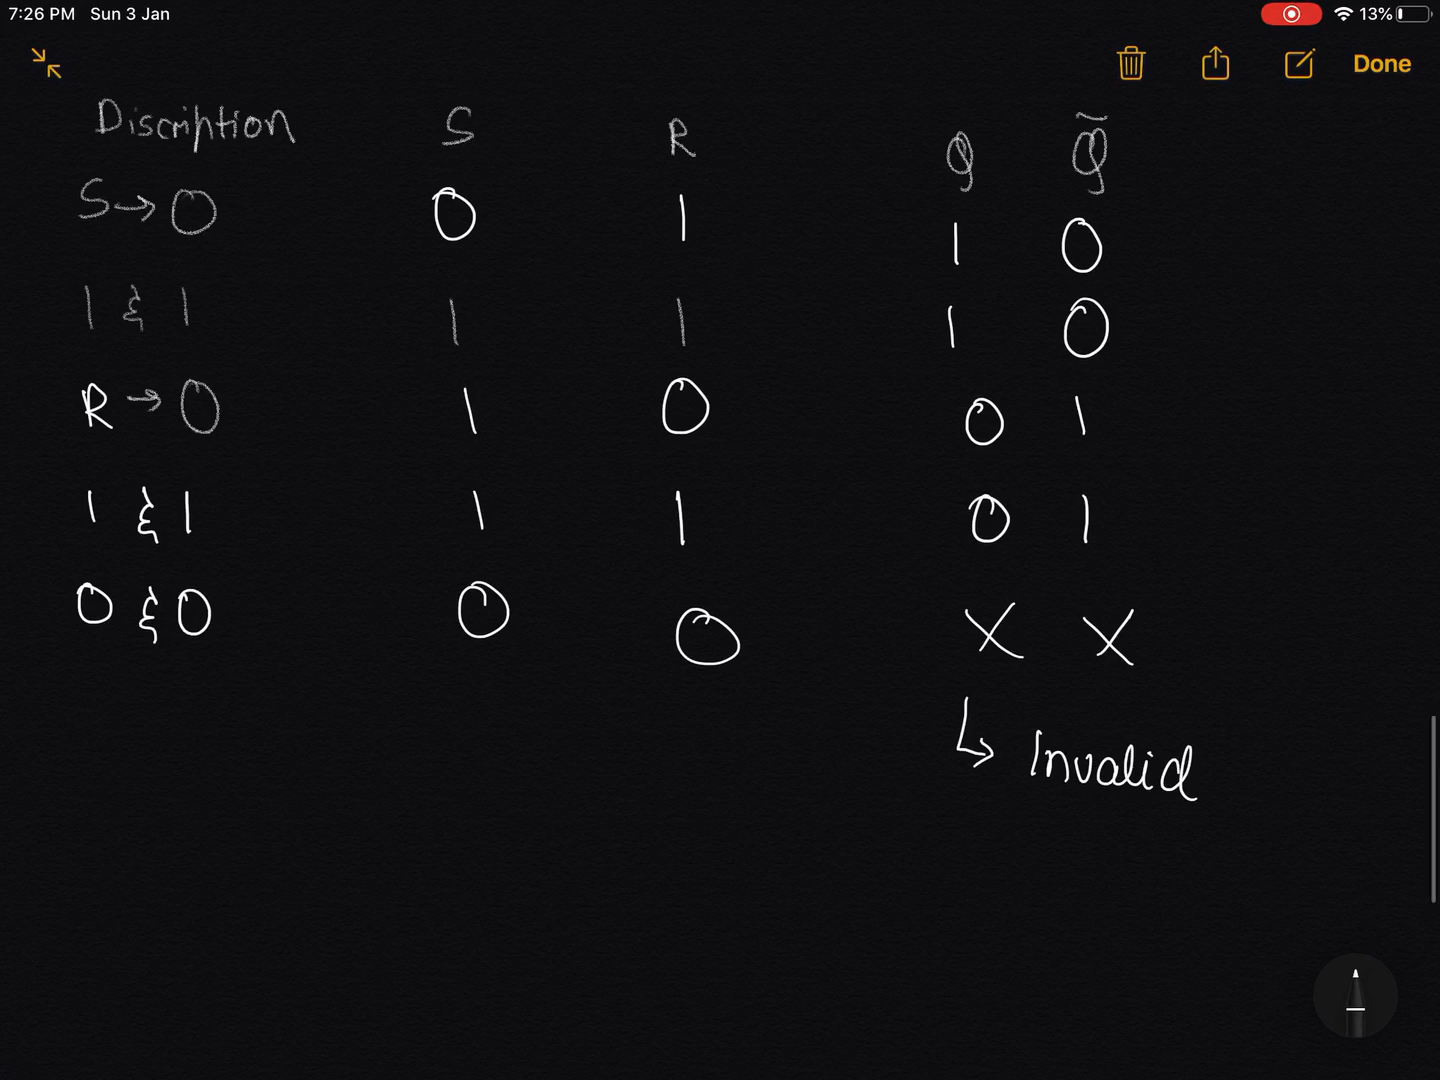 7:26 PM Sun 3 Jan 13%
Done
Discription S R Q Q̄
S→0 0 1 1 0
1 & 1 1 1 1 0
R→0 1 0 0 1
1 & 1 1 1 0 1
0 & 0 0 0 X X
↳ Invalid